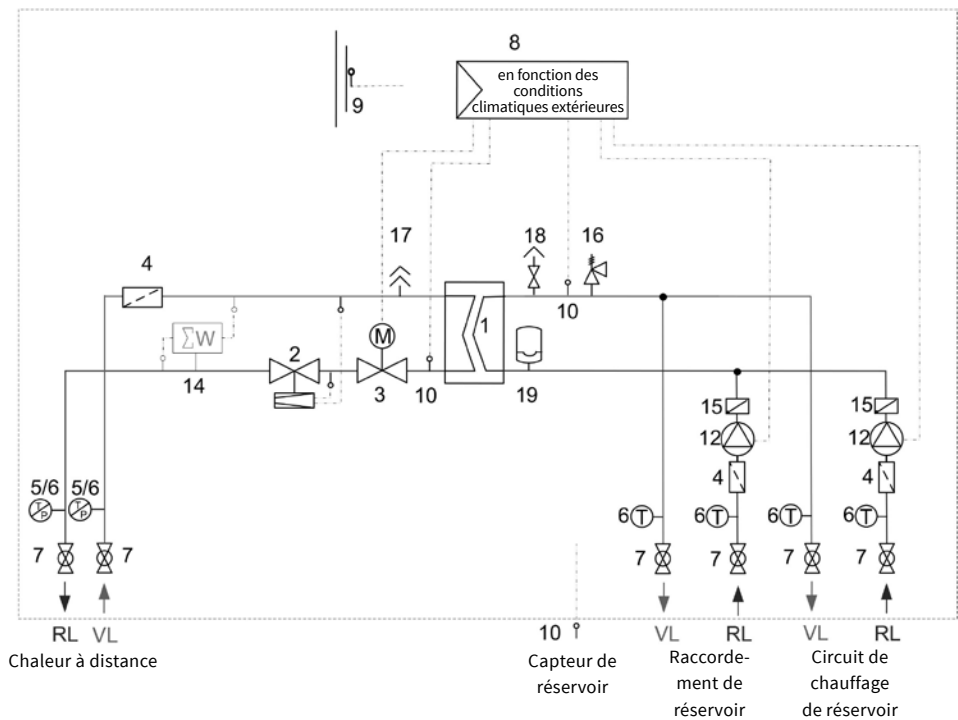 8
en fonction des
conditions
climatiques extérieures
9
17
18
16
4
10
1
ΣW
2
M
14
3
10
19
15
15
12
12
4
4
5/6
5/6
T
P
T
P
6 T
6 T
6 T
6 T
7
7
7
7
7
7
RL
VL
10
VL
RL
VL
RL
Chaleur à distance
Capteur de
réservoir
Raccorde-
ment de
réservoir
Circuit de
chauffage
de réservoir